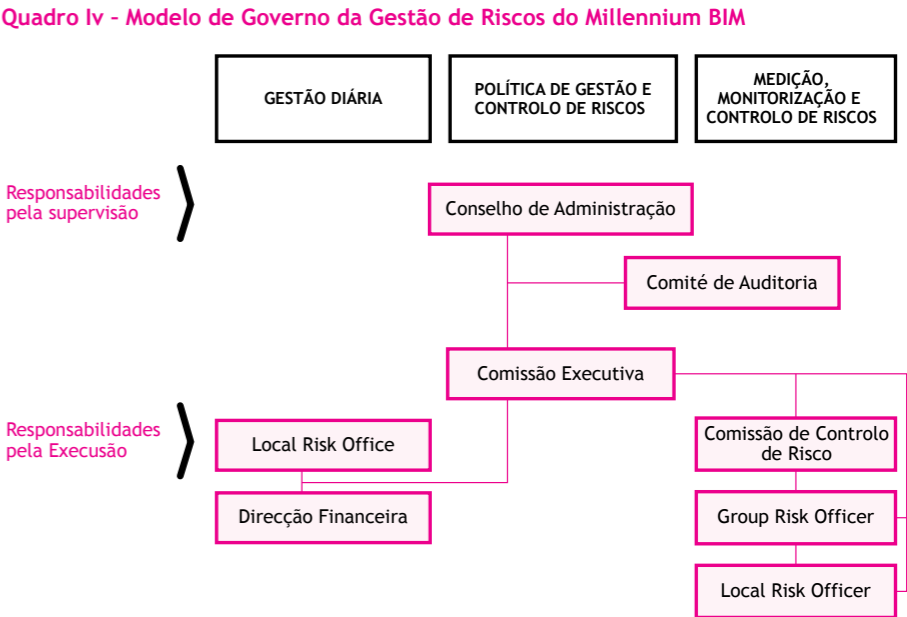 Quadro Iv – Modelo de Governo da Gestão de Riscos do Millennium BIM
GESTÃO DIÁRIA
POLÍTICA DE GESTÃO E
CONTROLO DE RISCOS
MEDIÇÃO,
MONITORIZAÇÃO E
CONTROLO DE RISCOS
Responsabilidades
pela supervisão
Conselho de Administração
Comité de Auditoria
Comissão Executiva
Responsabilidades
pela Execusão
Local Risk Office
Direcção Financeira
Comissão de Controlo
de Risco
Group Risk Officer
Local Risk Officer